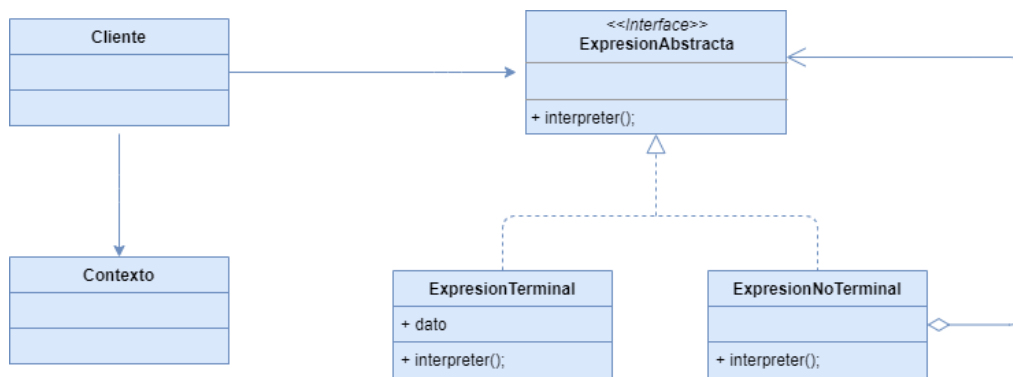 Cliente
<<Interface>>
ExpresionAbstracta
+ interpreter();
Contexto
ExpresionTerminal
+ dato
+ interpreter();
ExpresionNoTerminal
+ interpreter();